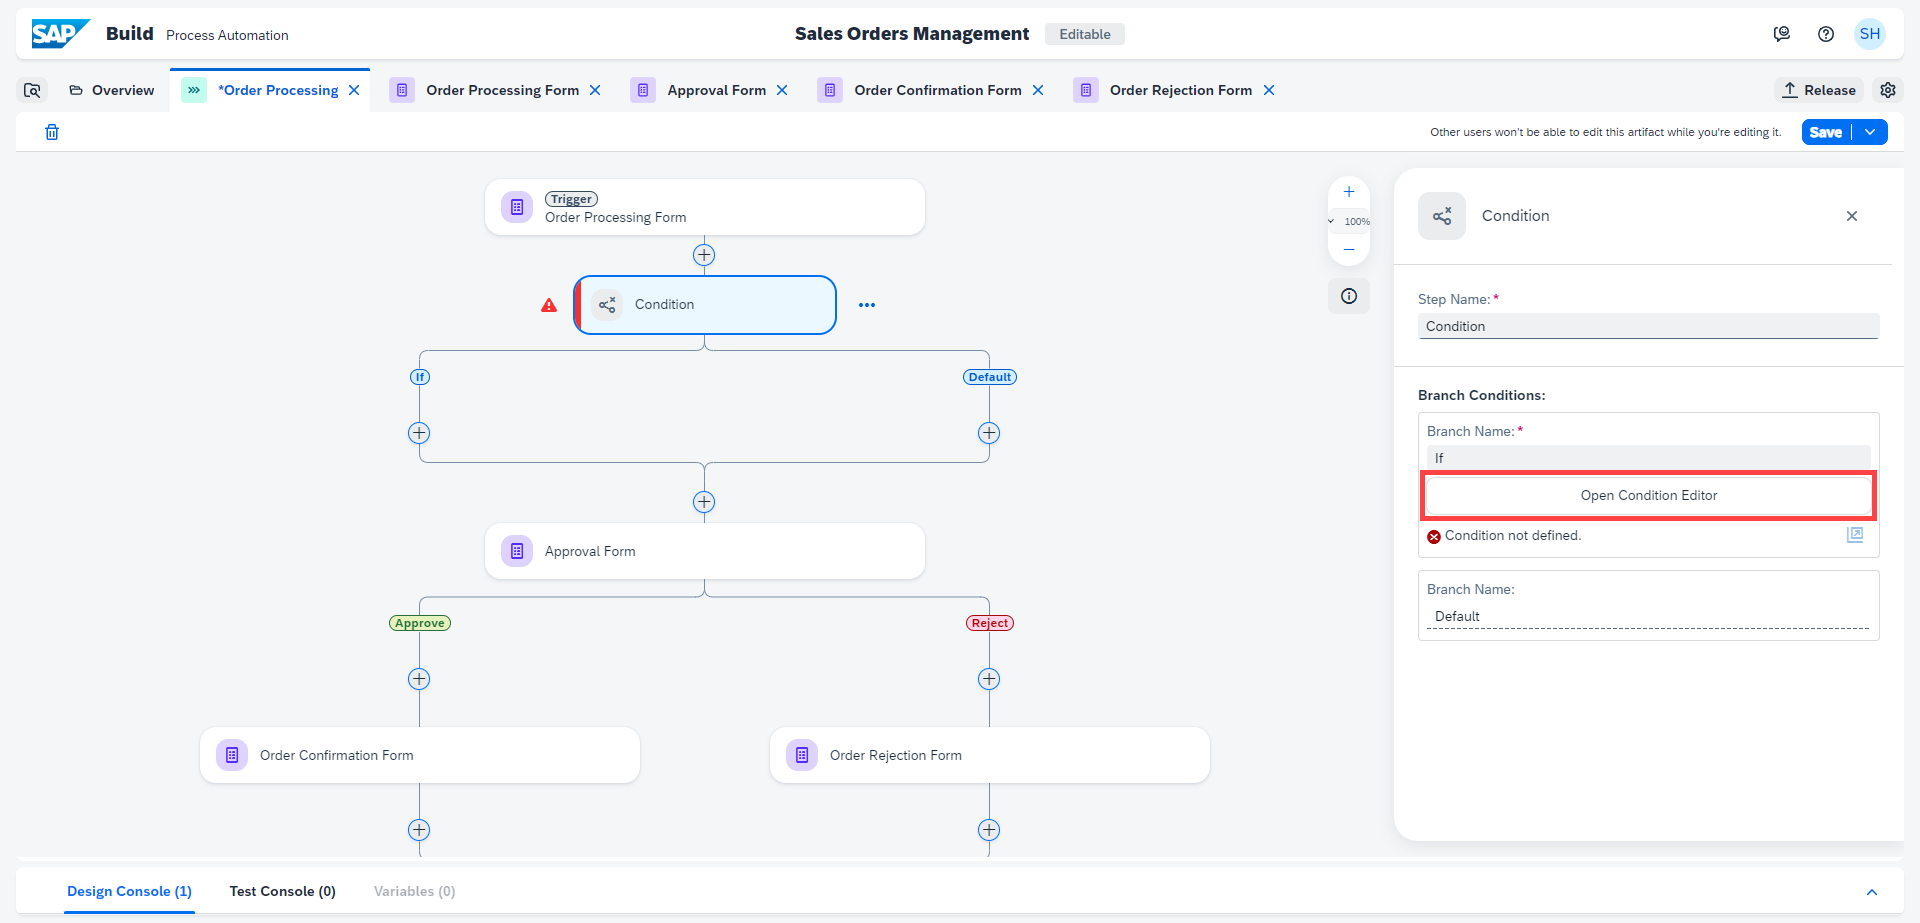 SAP Build Process Automation
Sales Orders Management Editable
SH
Overview
*Order Processing
Order Processing Form
Approval Form
Order Confirmation Form
Order Rejection Form
Release
Other users won't be able to edit this artifact while you're editing it.
Save
Trigger
Order Processing Form
100%
Condition
If
Default
Approval Form
Approve
Reject
Order Confirmation Form
Order Rejection Form
Condition
Step Name: *
Condition
Branch Conditions:
Branch Name: *
If
Open Condition Editor
Condition not defined.
Branch Name:
Default
Design Console (1)
Test Console (0)
Variables (0)